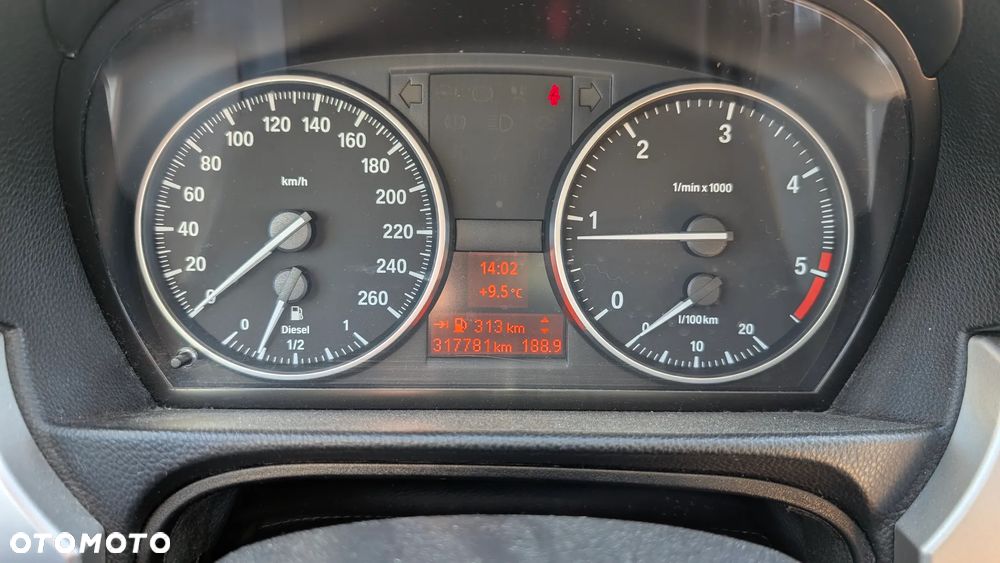 0 20 40 60 80 100 120 140 160 180 200 220 240 260
km/h
0 1/2 1
Diesel
14:02
+9.5°C
313 km
317781 km 188.9
0 1 2 3 4 5
1/min x 1000
0 10 20
l/100km
OTOMOTO